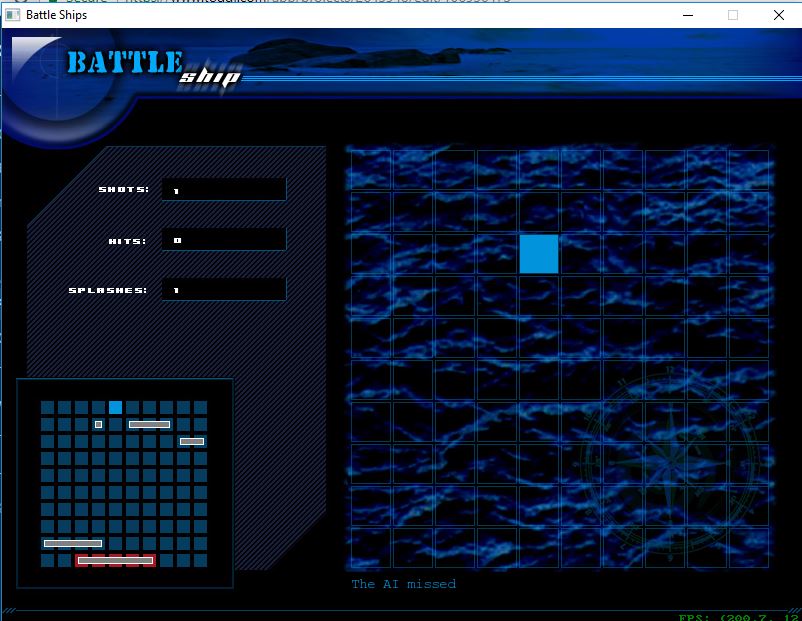 Battle Ships
BATTLE
ship
SHOTS: 1
HITS: 0
SPLASHES: 1
The AI missed